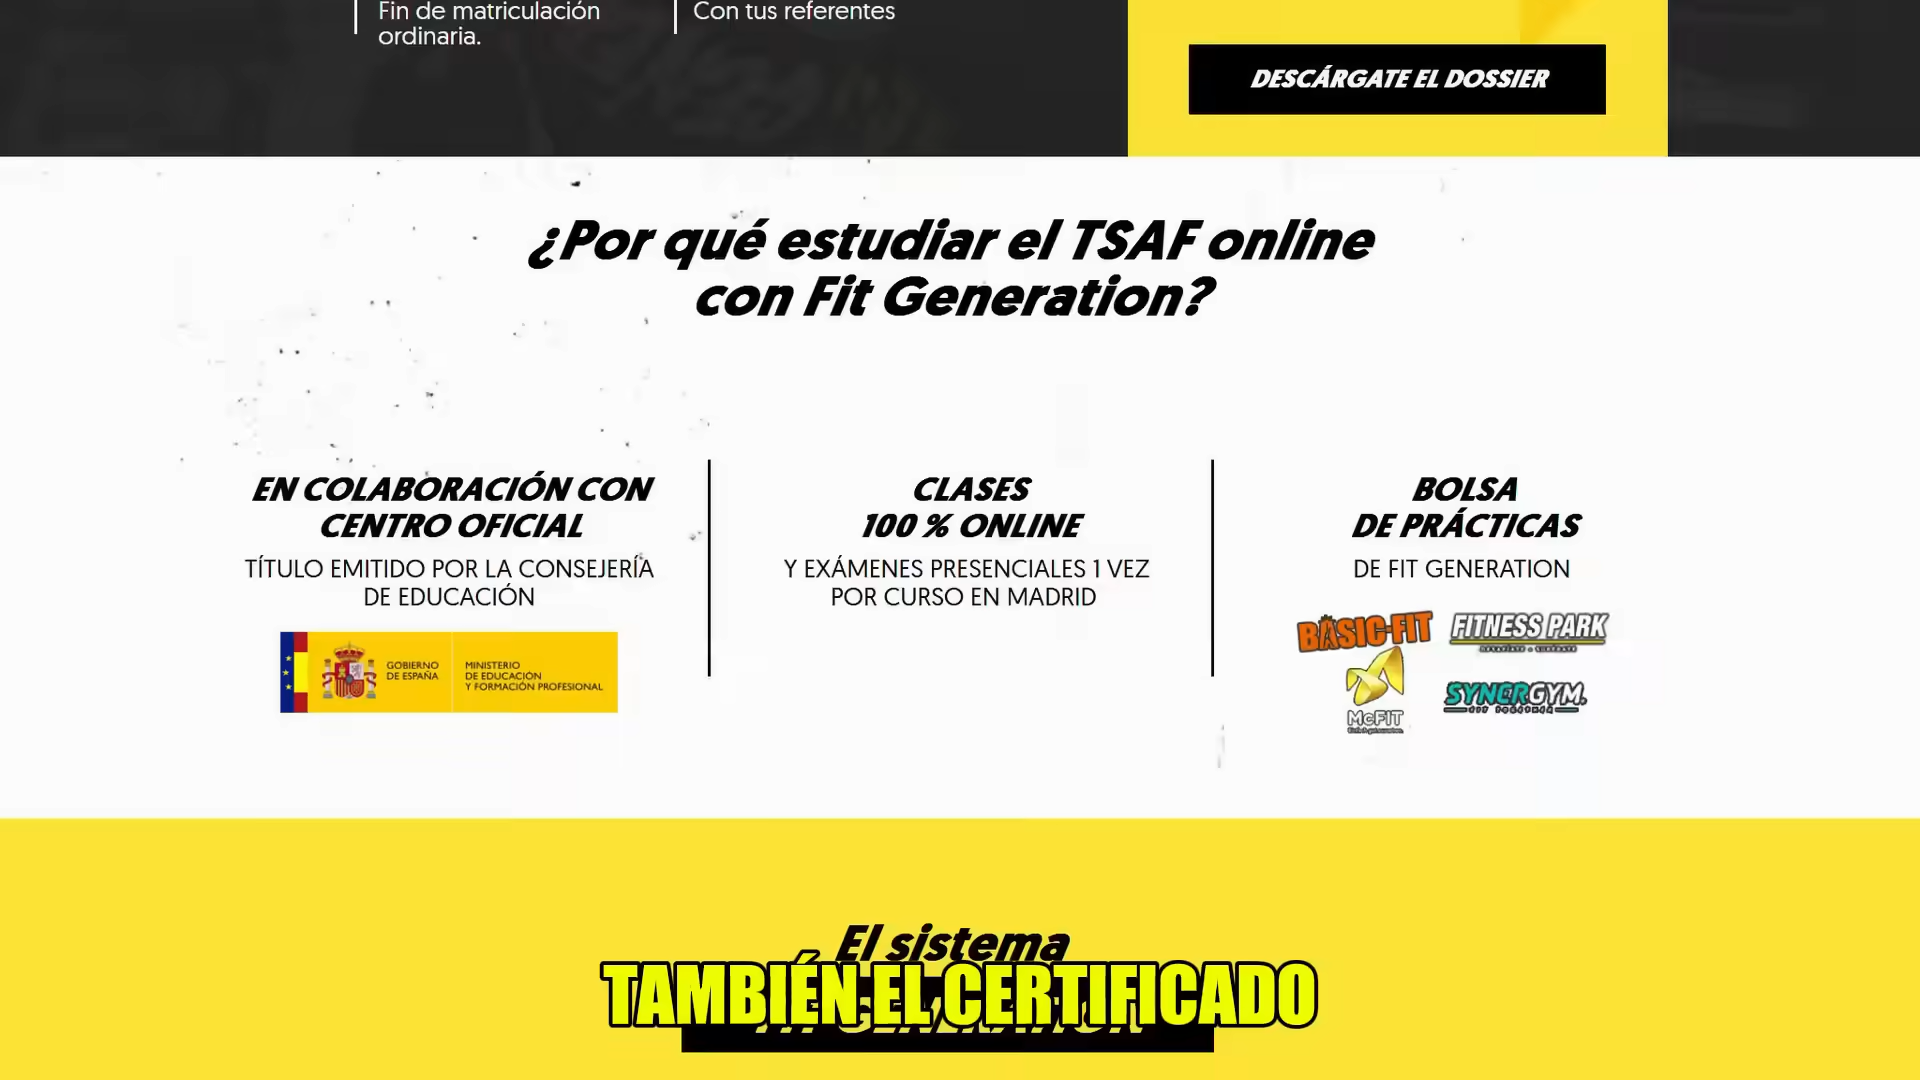 Fin de matriculación
ordinaria.
Con tus referentes
DESCÁRGATE EL DOSSIER
¿Por qué estudiar el TSAF online
con Fit Generation?
EN COLABORACIÓN CON
CENTRO OFICIAL
TÍTULO EMITIDO POR LA CONSEJERÍA
DE EDUCACIÓN
GOBIERNO
DE ESPAÑA
MINISTERIO
DE EDUCACIÓN
Y FORMACIÓN PROFESIONAL
CLASES
100 % ONLINE
Y EXÁMENES PRESENCIALES 1 VEZ
POR CURSO EN MADRID
BOLSA
DE PRÁCTICAS
DE FIT GENERATION
BASIC-FIT
FITNESS PARK
McFIT
SYNERGYM
El sistema
TAMBIÉN EL CERTIFICADO